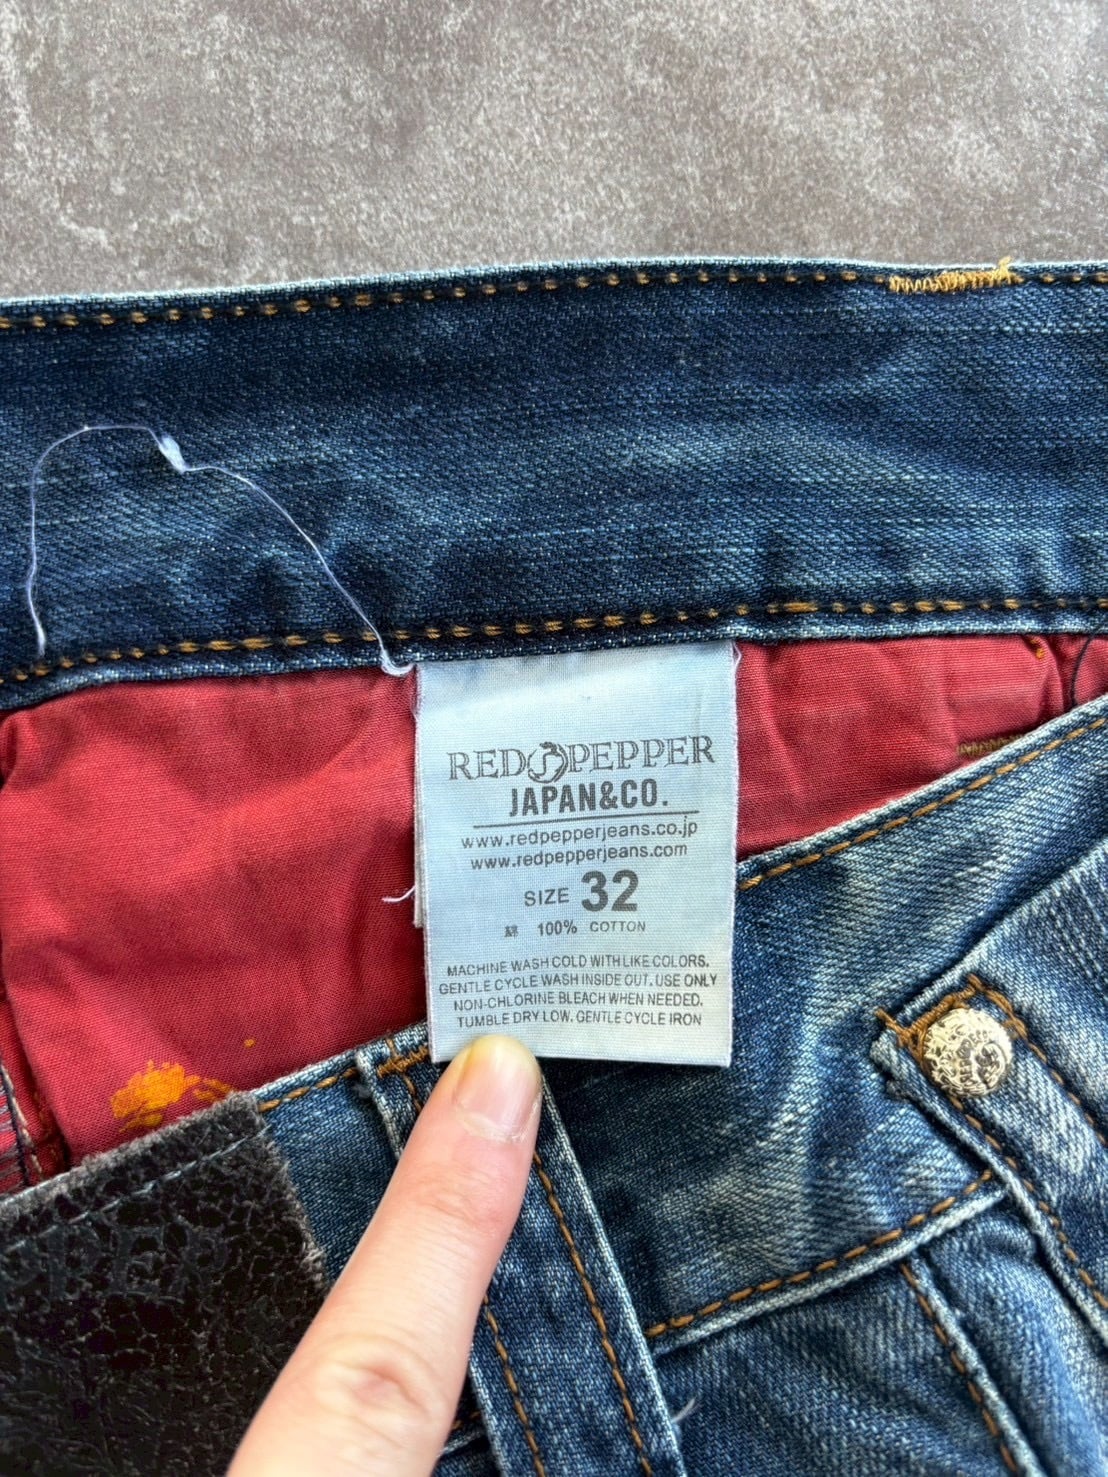 RED PEPPER
JAPAN&CO.
www.redpepperjeans.co.jp
www.redpepperjeans.com
SIZE 32
綿 100% COTTON
MACHINE WASH COLD WITH LIKE COLORS.
GENTLE CYCLE WASH INSIDE OUT. USE ONLY
NON-CHLORINE BLEACH WHEN NEEDED.
TUMBLE DRY LOW. GENTLE CYCLE IRON
PPER